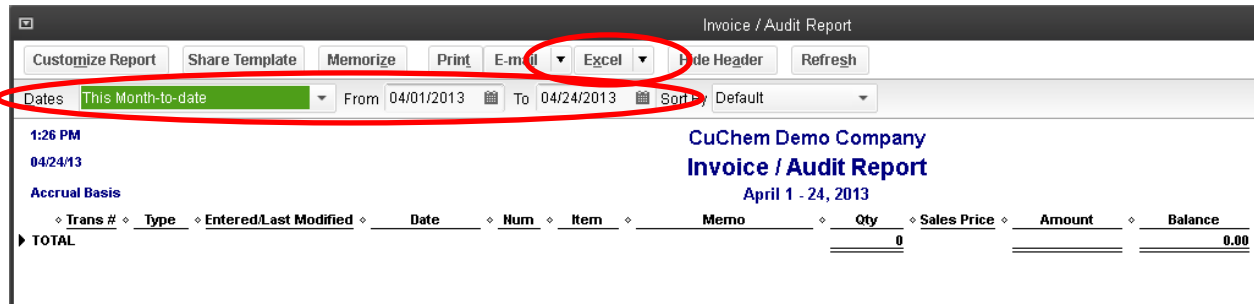 Invoice / Audit Report
Customize Report Share Template Memorize Print E-mail Excel Hide Header Refresh
Dates This Month-to-date From 04/01/2013 To 04/24/2013 Sort By Default
1:26 PM
CuChem Demo Company
04/24/13
Invoice / Audit Report
Accrual Basis
April 1 - 24, 2013
Trans # Type Entered/Last Modified Date Num Item Memo Qty Sales Price Amount Balance
TOTAL 0 0.00